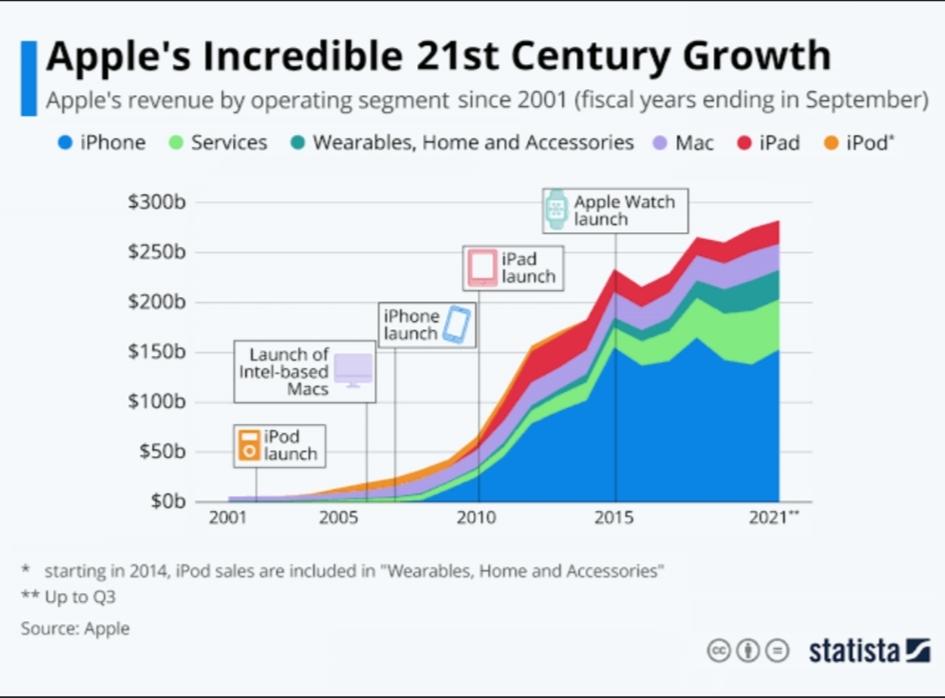 Apple's Incredible 21st Century Growth
Apple's revenue by operating segment since 2001 (fiscal years ending in September)
iPhone Services Wearables, Home and Accessories Mac iPad iPod*
$300b
$250b
$200b
$150b
$100b
$50b
$0b
Apple Watch
launch
iPad
launch
iPhone
launch
Launch of
Intel-based
Macs
iPod
launch
2001 2005 2010 2015 2021**
* starting in 2014, iPod sales are included in "Wearables, Home and Accessories"
** Up to Q3
Source: Apple
cc
statista